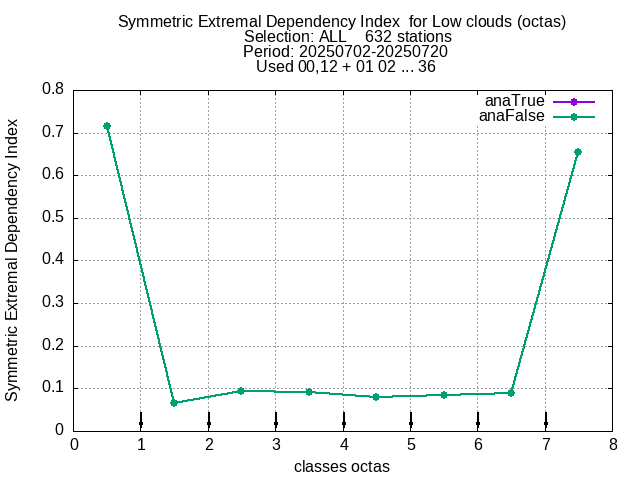 Symmetric Extremal Dependency Index  for Low clouds (octas)
Selection: ALL    632 stations
Period: 20250702-20250720
Used 00,12 + 01 02 ... 36
anaTrue
anaFalse
Symmetric Extremal Dependency Index
0.8
0.7
0.6
0.5
0.4
0.3
0.2
0.1
0
0 1 2 3 4 5 6 7 8
classes octas